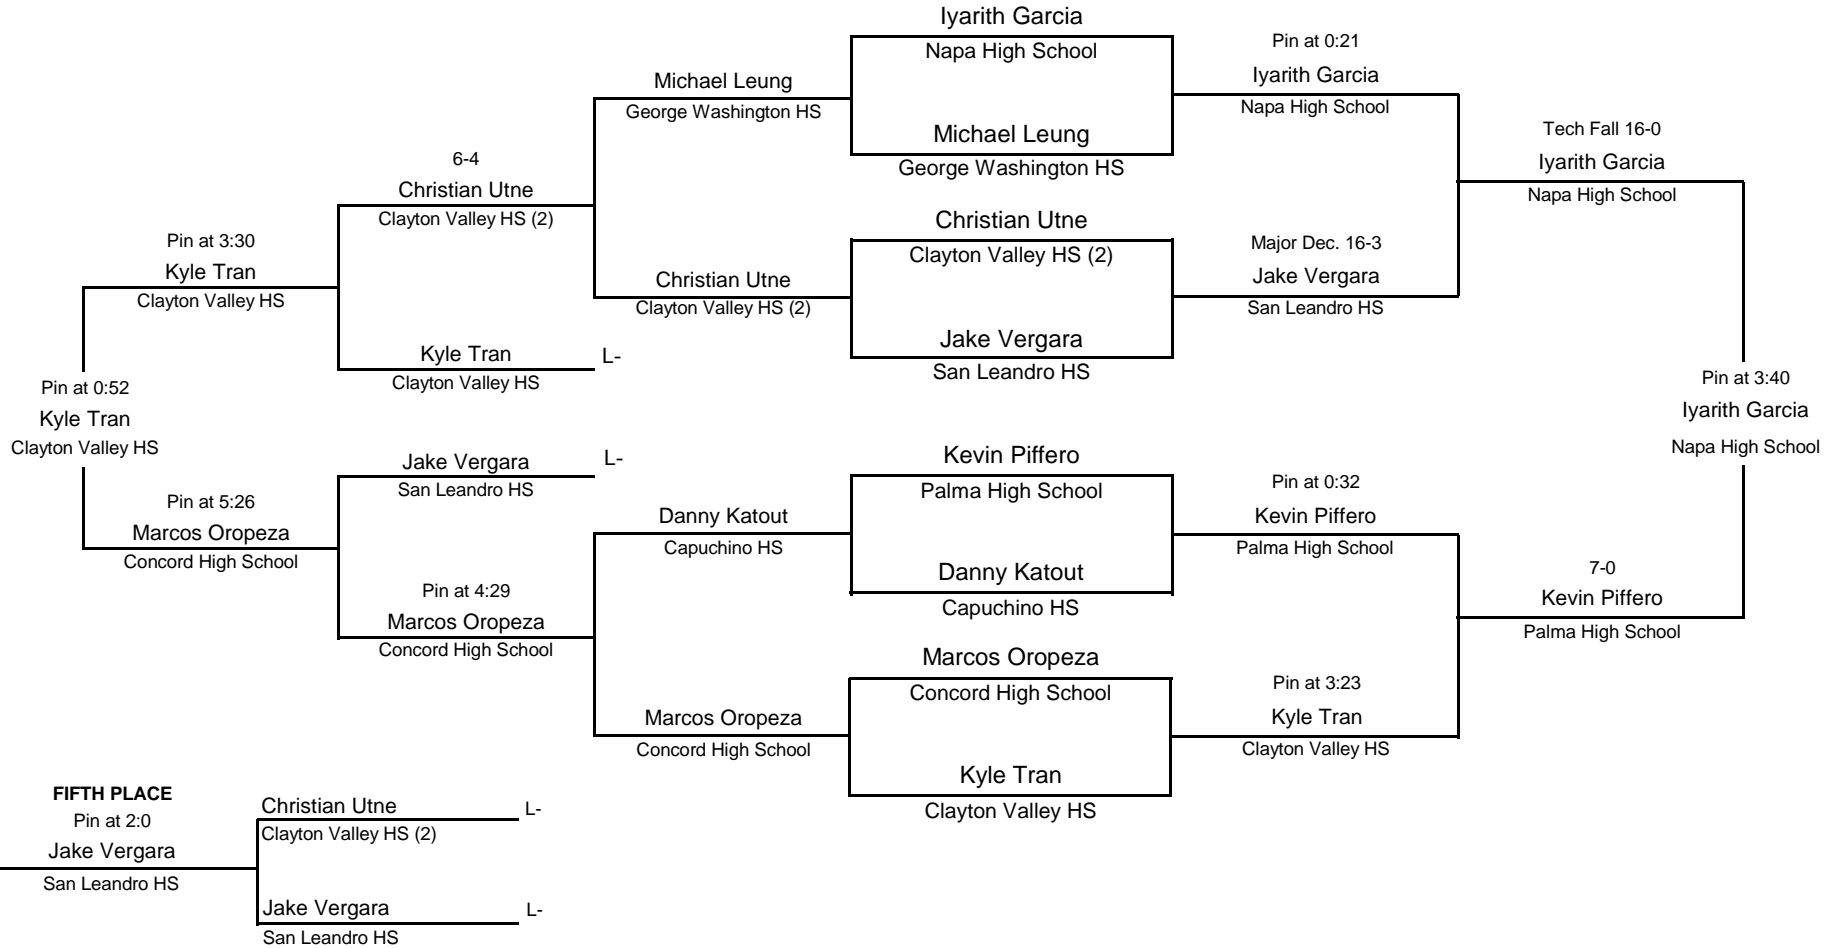 Iyarith Garcia
Napa High School
Michael Leung
George Washington HS
Christian Utne
Clayton Valley HS (2)
Jake Vergara
San Leandro HS
Kevin Piffero
Palma High School
Danny Katout
Capuchino HS
Marcos Oropeza
Concord High School
Kyle Tran
Clayton Valley HS
Pin at 0:21
Iyarith Garcia
Napa High School
Major Dec. 16-3
Jake Vergara
San Leandro HS
Pin at 0:32
Kevin Piffero
Palma High School
Pin at 3:23
Kyle Tran
Clayton Valley HS
Tech Fall 16-0
Iyarith Garcia
Napa High School
7-0
Kevin Piffero
Palma High School
Pin at 3:40
Iyarith Garcia
Napa High School
Michael Leung
George Washington HS
Christian Utne
Clayton Valley HS (2)
Danny Katout
Capuchino HS
Marcos Oropeza
Concord High School
6-4
Christian Utne
Clayton Valley HS (2)
Kyle Tran L-
Clayton Valley HS
Jake Vergara L-
San Leandro HS
Pin at 4:29
Marcos Oropeza
Concord High School
Pin at 3:30
Kyle Tran
Clayton Valley HS
Pin at 5:26
Marcos Oropeza
Concord High School
Pin at 0:52
Kyle Tran
Clayton Valley HS
FIFTH PLACE
Pin at 2:0
Jake Vergara
San Leandro HS
Christian Utne L-
Clayton Valley HS (2)
Jake Vergara L-
San Leandro HS